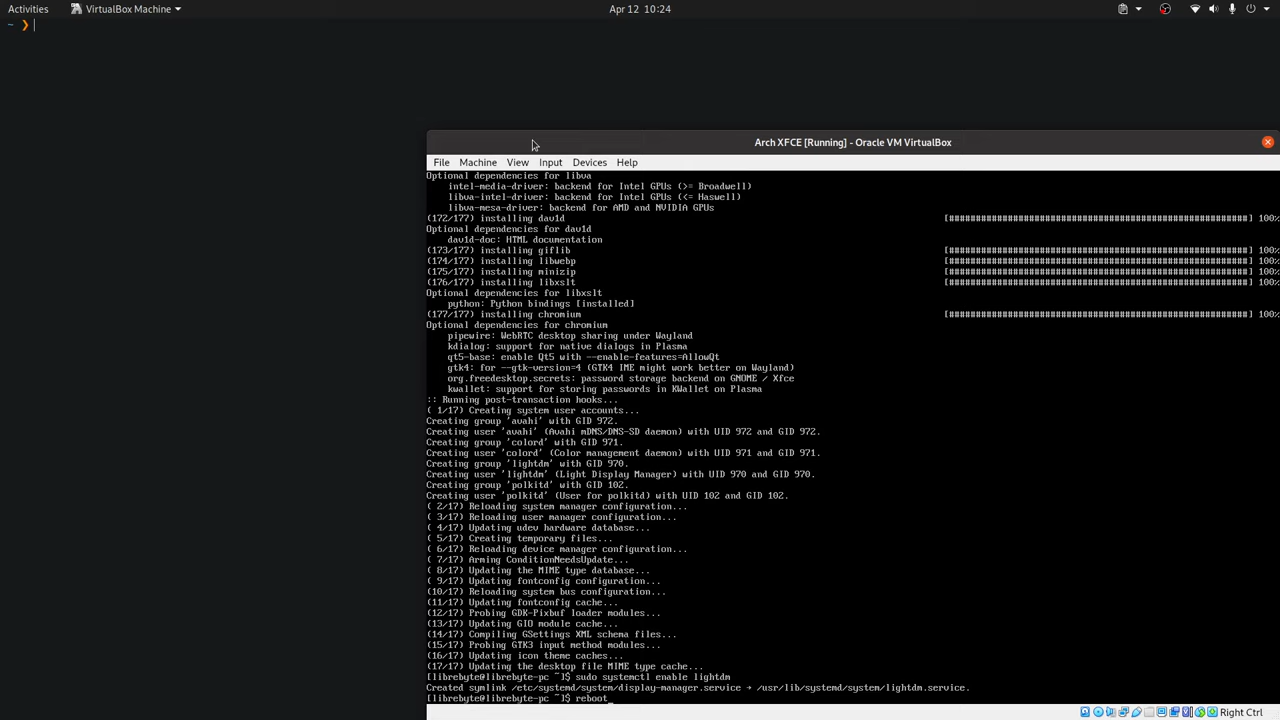 Activities
VirtualBox Machine
Apr 12 10:24
~ ❯
Arch XFCE [Running] - Oracle VM VirtualBox
File Machine View Input Devices Help
Optional dependencies for libva
intel-media-driver: backend for Intel GPUs (>= Broadwell)
libva-intel-driver: backend for Intel GPUs (<= Haswell)
libva-mesa-driver: backend for AMD and NVIDIA GPUs
(172/177) installing dav1d [##########################################################] 100%
Optional dependencies for dav1d
dav1d-doc: HTML documentation
(173/177) installing giflib [##########################################################] 100%
(174/177) installing libwebp [##########################################################] 100%
(175/177) installing minizip [##########################################################] 100%
(176/177) installing libxslt [##########################################################] 100%
Optional dependencies for libxslt
python: Python bindings [installed]
(177/177) installing chromium [##########################################################] 100%
Optional dependencies for chromium
pipewire: WebRTC desktop sharing under Wayland
kdialog: support for native dialogs in Plasma
qt5-base: enable Qt5 with --enable-features=AllowQt
gtk4: for --gtk-version=4 (GTK4 IME might work better on Wayland)
org.freedesktop.secrets: password storage backend on GNOME / Xfce
kwallet: support for storing passwords in KWallet on Plasma
:: Running post-transaction hooks...
( 1/17) Creating system user accounts...
Creating group 'avahi' with GID 972.
Creating user 'avahi' (Avahi mDNS/DNS-SD daemon) with UID 972 and GID 972.
Creating group 'colord' with GID 971.
Creating user 'colord' (Color management daemon) with UID 971 and GID 971.
Creating group 'lightdm' with GID 970.
Creating user 'lightdm' (Light Display Manager) with UID 970 and GID 970.
Creating group 'polkitd' with GID 102.
Creating user 'polkitd' (User for polkitd) with UID 102 and GID 102.
( 2/17) Reloading system manager configuration...
( 3/17) Reloading user manager configuration...
( 4/17) Updating udev hardware database...
( 5/17) Creating temporary files...
( 6/17) Reloading device manager configuration...
( 7/17) Arming ConditionNeedsUpdate...
( 8/17) Updating the MIME type database...
( 9/17) Updating fontconfig configuration...
(10/17) Reloading system bus configuration...
(11/17) Updating fontconfig cache...
(12/17) Probing GDK-Pixbuf loader modules...
(13/17) Updating GIO module cache...
(14/17) Compiling GSettings XML schema files...
(15/17) Probing GTK3 input method modules...
(16/17) Updating icon theme caches...
(17/17) Updating the desktop file MIME type cache...
[librebyte@librebyte-pc ~]$ sudo systemctl enable lightdm
Created symlink /etc/systemd/system/display-manager.service → /usr/lib/systemd/system/lightdm.service.
[librebyte@librebyte-pc ~]$ reboot_
Right Ctrl